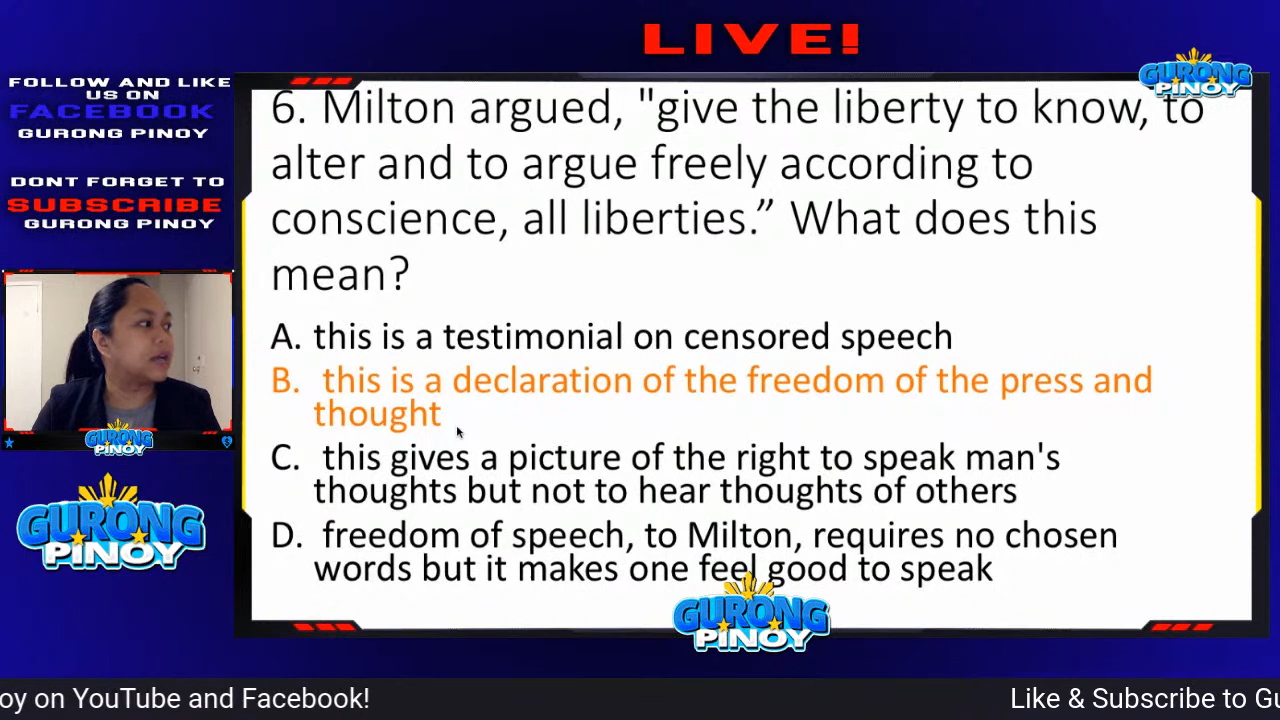 LIVE!
FOLLOW AND LIKE
US ON
FACEBOOK
GURONG PINOY
DONT FORGET TO
SUBSCRIBE
GURONG PINOY
GURONG
PINOY
GURONG
PINOY
GURONG
PINOY
6. Milton argued, "give the liberty to know, to
alter and to argue freely according to
conscience, all liberties.” What does this
mean?
A. this is a testimonial on censored speech
B. this is a declaration of the freedom of the press and
thought
C. this gives a picture of the right to speak man's
thoughts but not to hear thoughts of others
D. freedom of speech, to Milton, requires no chosen
words but it makes one feel good to speak
GURONG
PINOY
oy on YouTube and Facebook!
Like & Subscribe to Gu